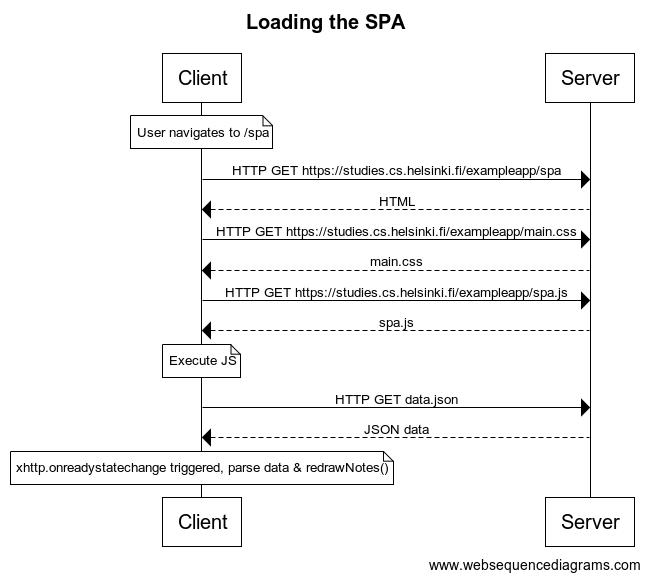 Loading the SPA
Client
Server
User navigates to /spa
HTTP GET https://studies.cs.helsinki.fi/exampleapp/spa
HTML
HTTP GET https://studies.cs.helsinki.fi/exampleapp/main.css
main.css
HTTP GET https://studies.cs.helsinki.fi/exampleapp/spa.js
spa.js
Execute JS
HTTP GET data.json
JSON data
xhttp.onreadystatechange triggered, parse data & redrawNotes()
Client
Server
www.websequencediagrams.com